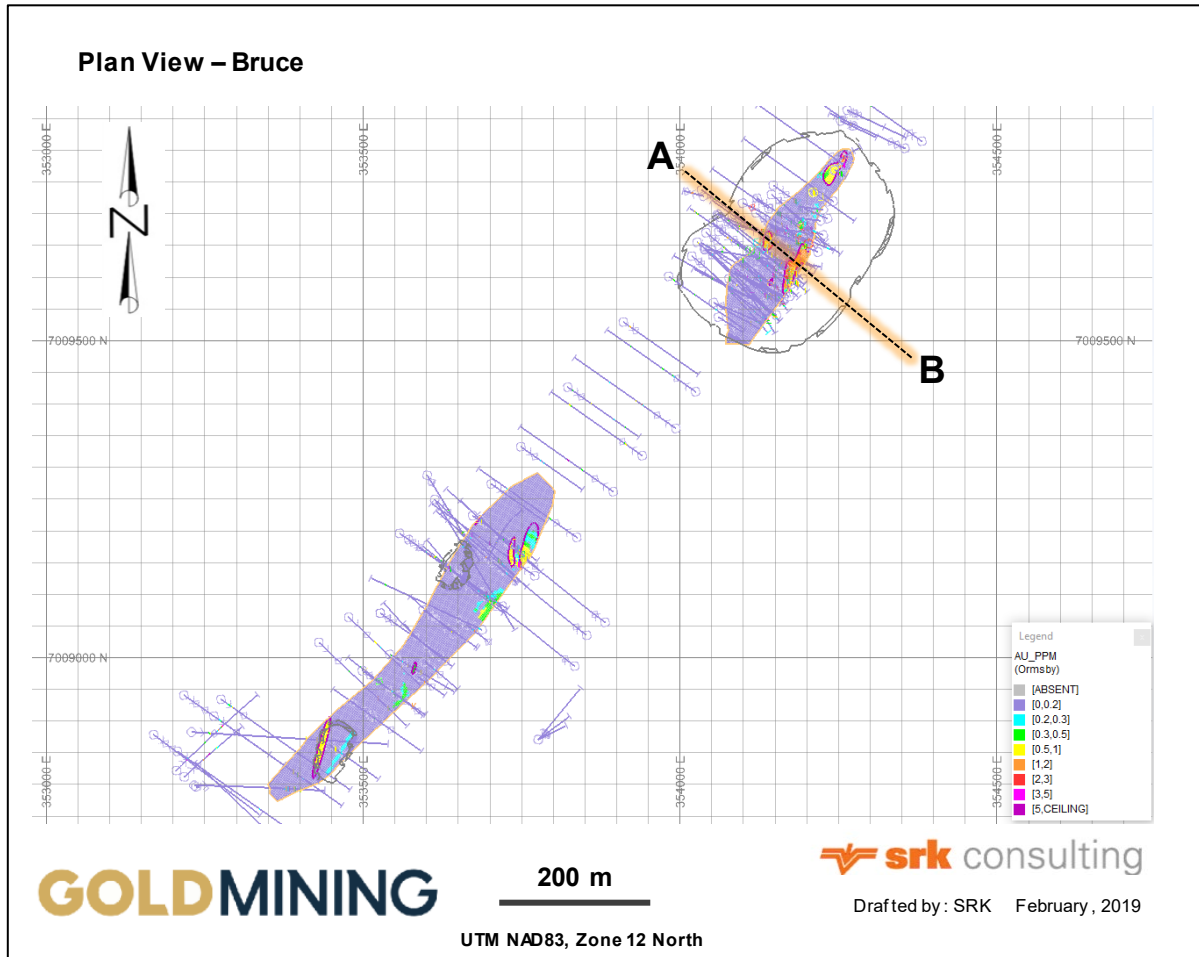 Plan View – Bruce
353000 E
353500 E
354000 E
354500 E
A
N
7009500 N
7009500 N
B
7009000 N
Legend
AU_PPM
(Ormsby)
[ABSENT]
[0,0.2]
[0.2,0.3]
[0.3,0.5]
[0.5,1]
[1,2]
[2,3]
[3,5]
[5,CEILING]
353000 E
353500 E
354000 E
354500 E
GOLDMINING
200 m
srk consulting
Drafted by: SRK February, 2019
UTM NAD83, Zone 12 North